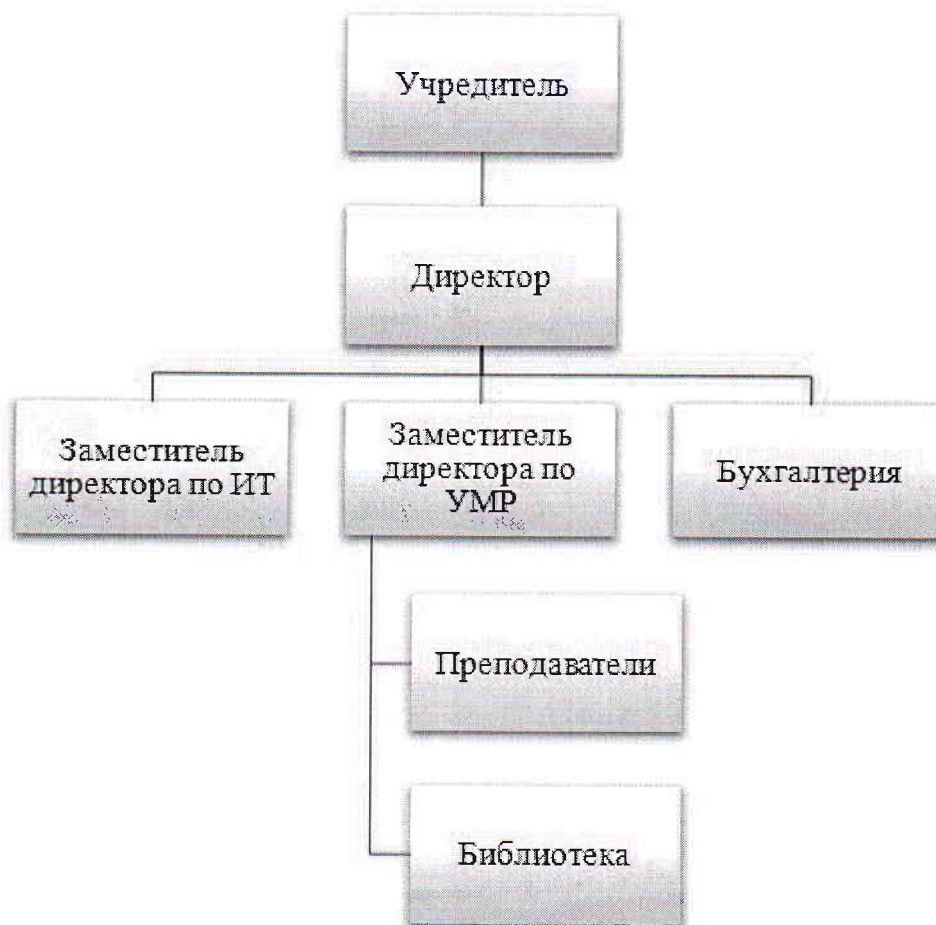 Учредитель
Директор
Заместитель
директора по ИТ
Заместитель
директора по
УМР
Бухгалтерия
Преподаватели
Библиотека